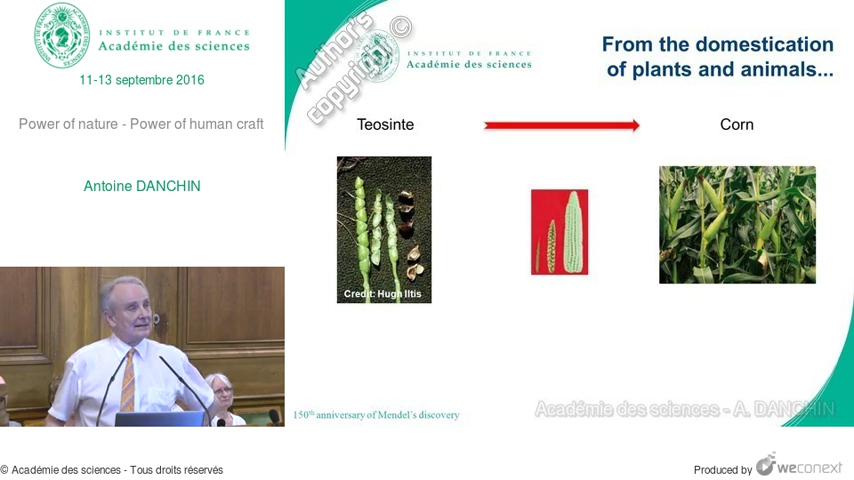 INSTITUT DE FRANCE
Académie des sciences
11-13 septembre 2016
Power of nature - Power of human craft
Antoine DANCHIN
Author's
copyright ©
INSTITUT DE FRANCE
Académie des sciences
From the domestication
of plants and animals...
Teosinte
Corn
Credit: Hugh Iltis
150th anniversary of Mendel's discovery
Académie des sciences - A. DANCHIN
© Académie des sciences - Tous droits réservés
Produced by weconext